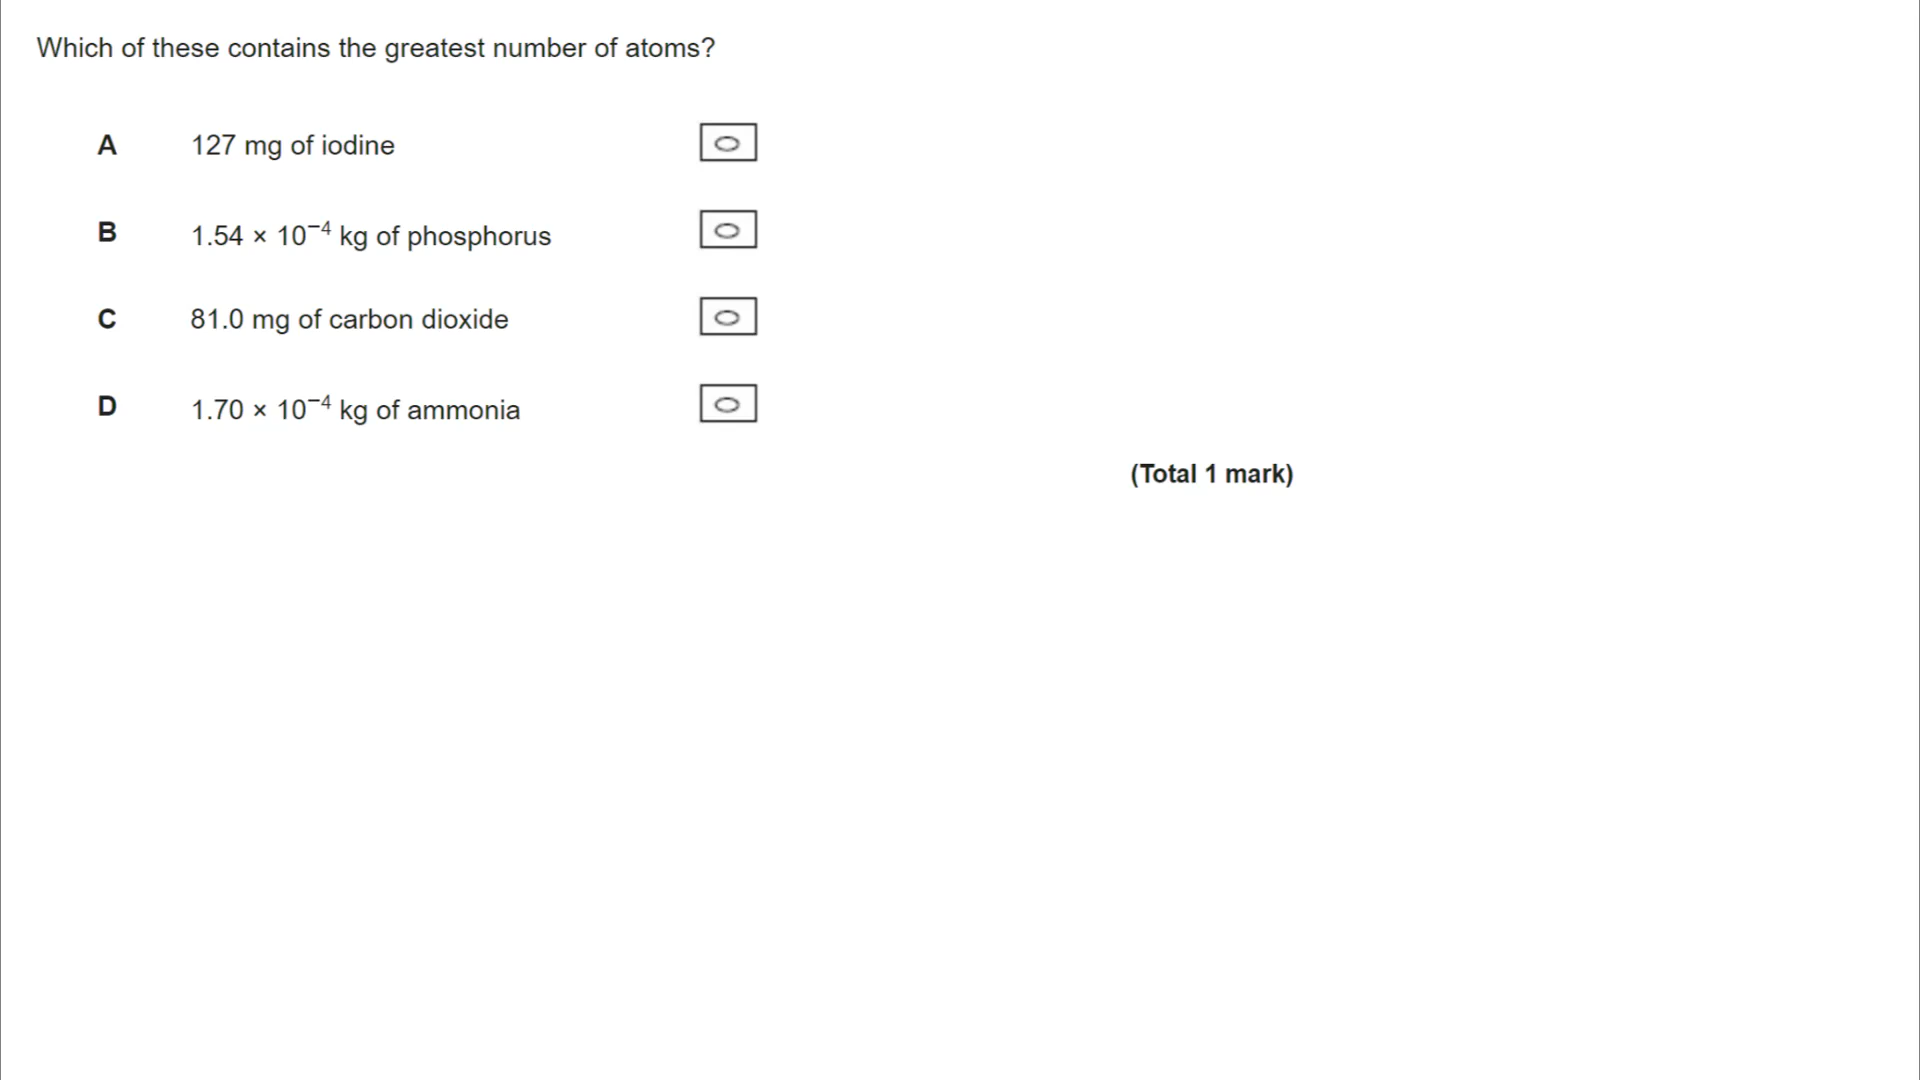 Which of these contains the greatest number of atoms?
A 127 mg of iodine
B 1.54 × 10⁻⁴ kg of phosphorus
C 81.0 mg of carbon dioxide
D 1.70 × 10⁻⁴ kg of ammonia
(Total 1 mark)